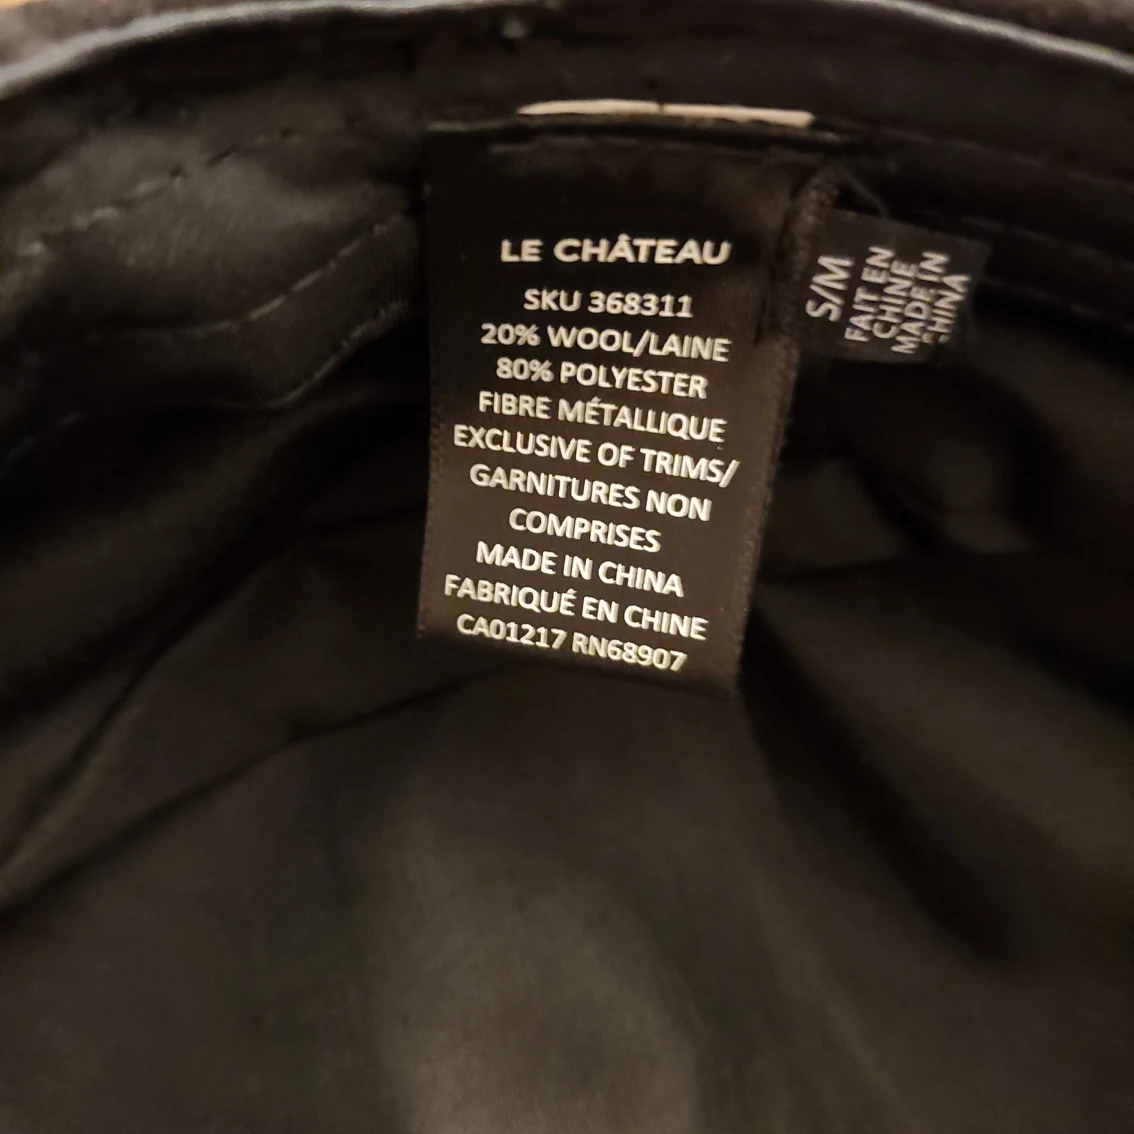 LE CHÂTEAU
SKU 368311
20% WOOL/LAINE
80% POLYESTER
FIBRE MÉTALLIQUE
EXCLUSIVE OF TRIMS/
GARNITURES NON
COMPRISES
MADE IN CHINA
FABRIQUÉ EN CHINE
CA01217 RN68907
S/M
FAIT EN
CHINE
MADE IN
CHINA